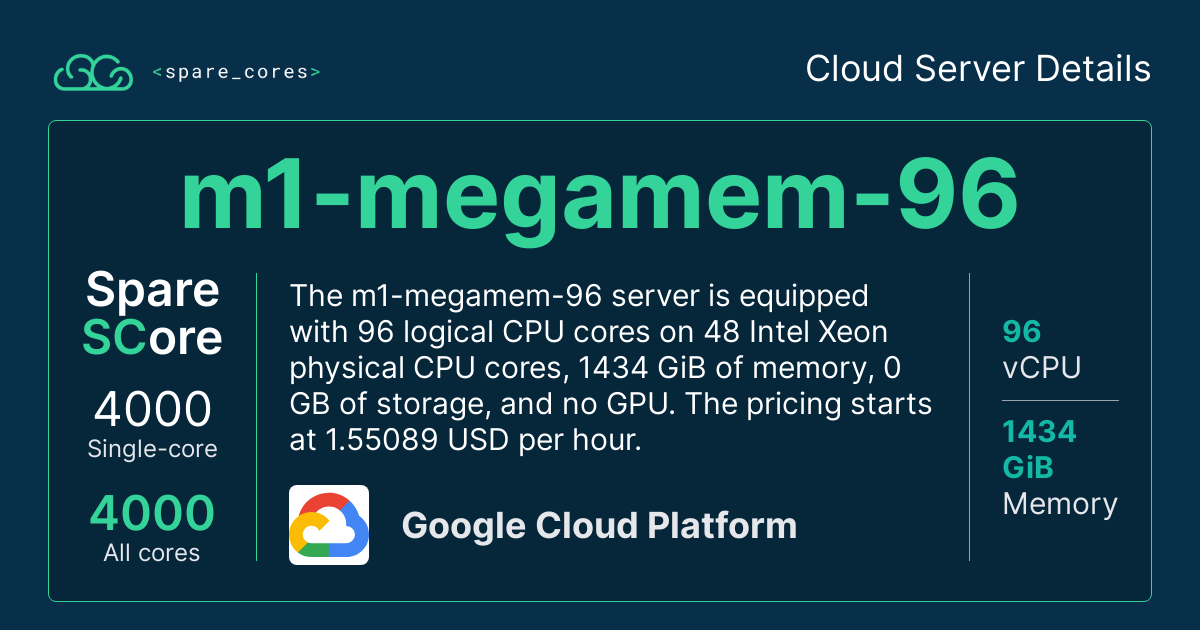 <spare_cores>
Cloud Server Details
m1-megamem-96
Spare
SCore
4000
Single-core
4000
All cores
The m1-megamem-96 server is equipped
with 96 logical CPU cores on 48 Intel Xeon
physical CPU cores, 1434 GiB of memory, 0
GB of storage, and no GPU. The pricing starts
at 1.55089 USD per hour.
Google Cloud Platform
96
vCPU
1434
GiB
Memory